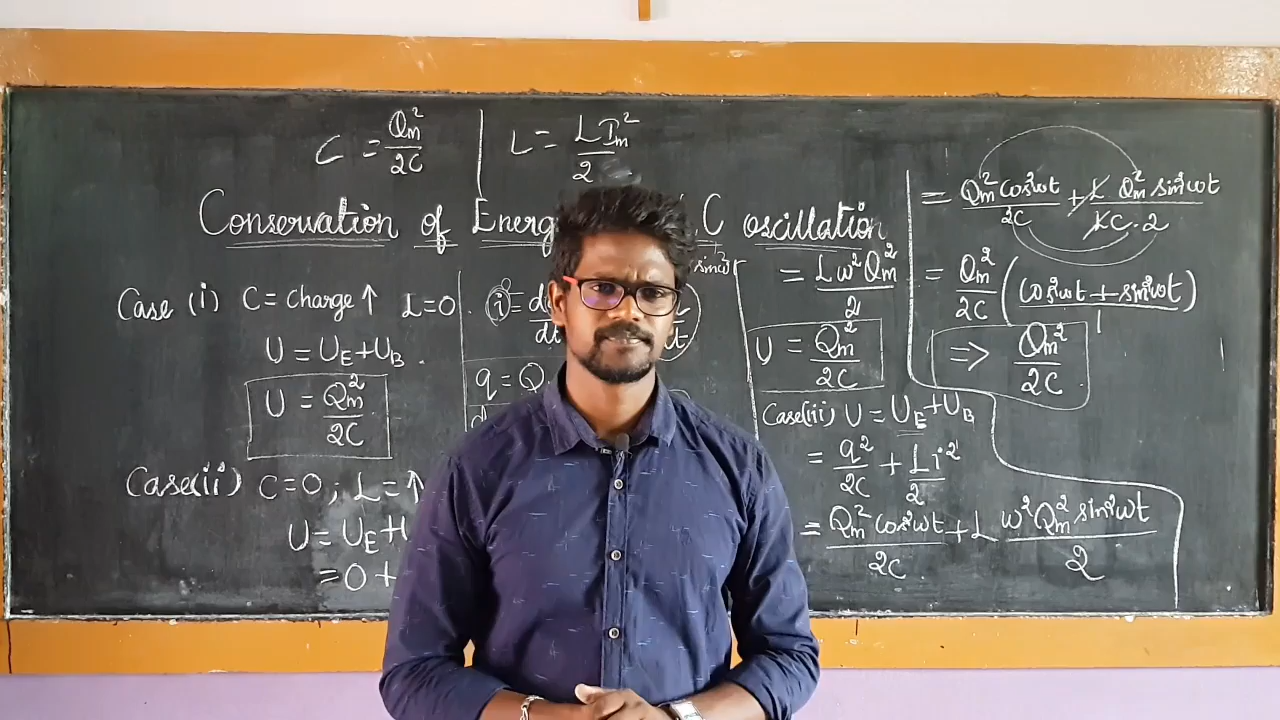 C = Qm²/2C | L = LIm²/2
Conservation of Energ C oscillation
Case (i) C = Charge ↑ L = 0.
U = UE + UB.
U = Qm²/2C
Case(ii) C = 0 ; L = ↑
U = UE +
= 0 +
i =
q = Q
sin²ω
= Lω²Qm²/2
U = Qm²/2C
Case(iii) U = UE + UB
= q²/2C + Li²/2
= Qm² cos²ωt/2C + L ω²Qm² sin²ωt/2
= Qm² cos²ωt/2C + L Qm² sin²ωt/LC·2
= Qm²/2C (cos²ωt + sin²ωt)
1
⇒ Qm²/2C